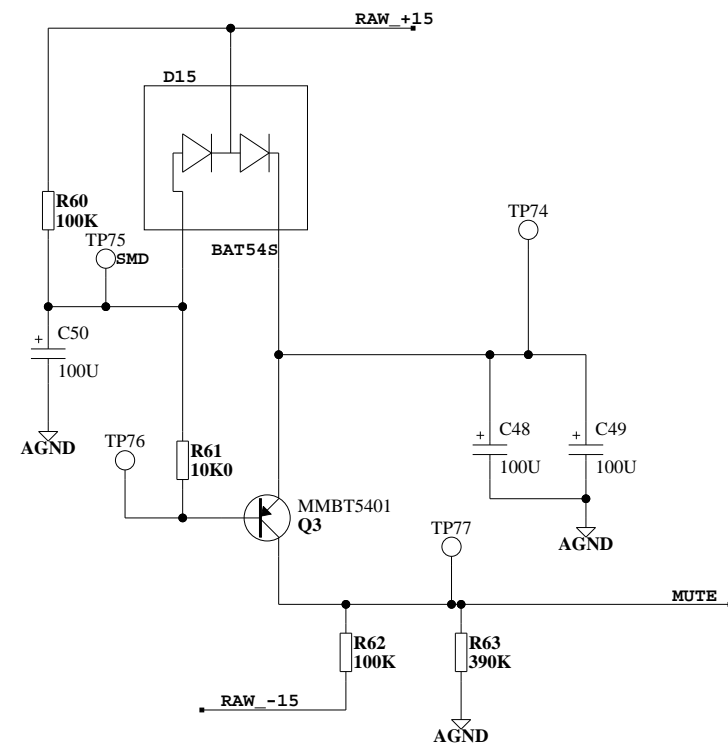 RAW_+15
D15
R60
100K
TP75
SMD
BAT54S
TP74
C50
100U
AGND
TP76
R61
10K0
C48
100U
C49
100U
MMBT5401
Q3
TP77
AGND
MUTE
R62
100K
R63
390K
RAW_-15
AGND